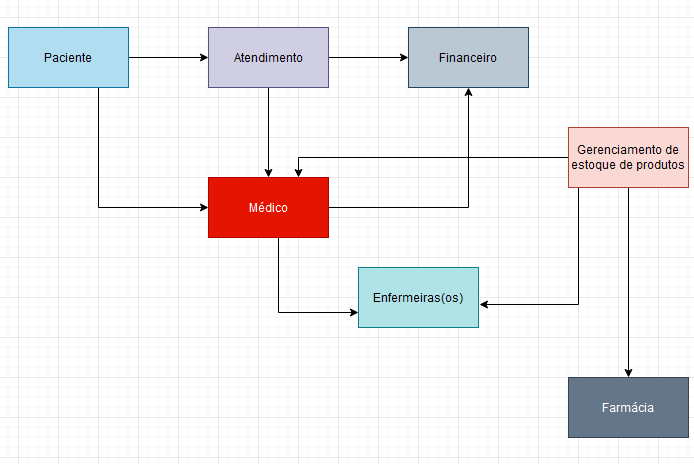 Paciente
Atendimento
Financeiro
Gerenciamento de
estoque de produtos
Médico
Enfermeiras(os)
Farmácia